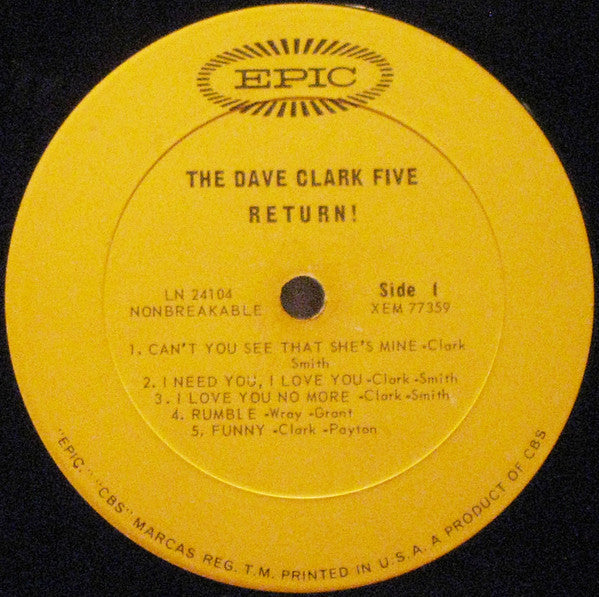 EPIC
THE DAVE CLARK FIVE
RETURN!
LN 24104
NONBREAKABLE
Side 1
XEM 77359
1. CAN'T YOU SEE THAT SHE'S MINE -Clark
Smith
2. I NEED YOU, I LOVE YOU -Clark -Smith
3. I LOVE YOU NO MORE -Clark -Smith
4. RUMBLE -Wray -Grant
5. FUNNY -Clark -Payton
"EPIC," "CBS" MARCAS REG. T.M. PRINTED IN U.S.A. A PRODUCT OF CBS